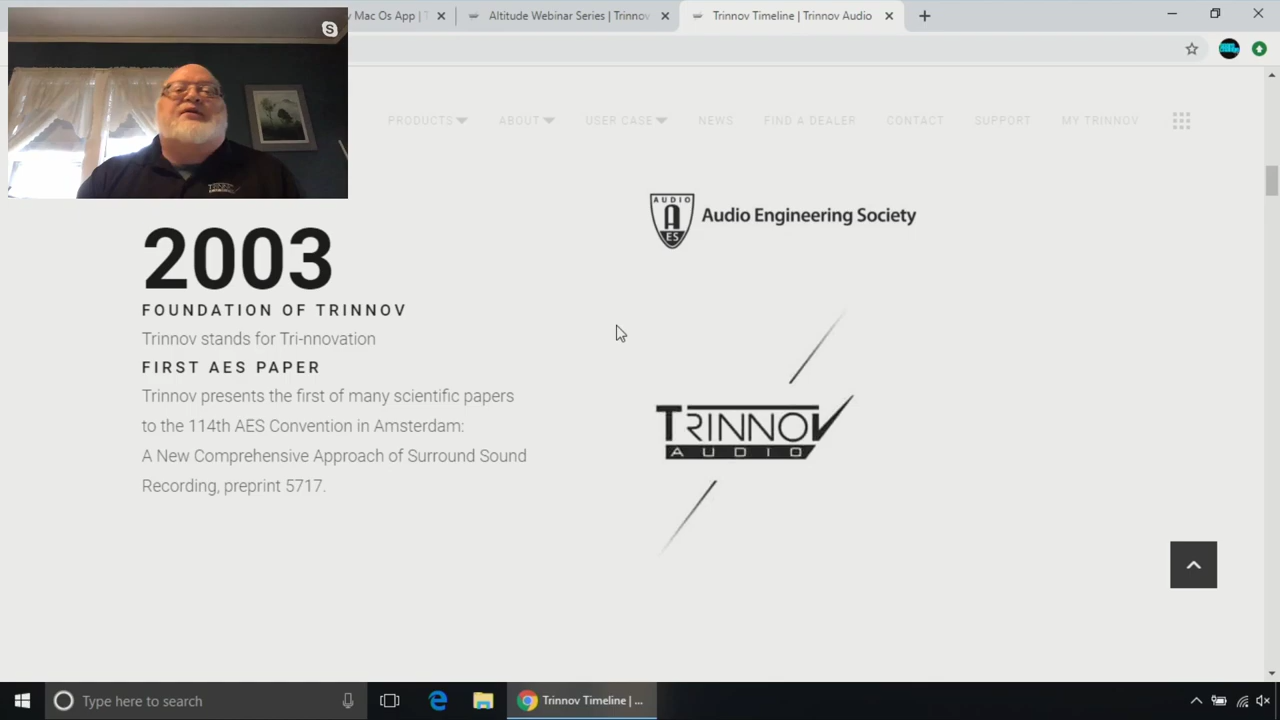 y Mac Os App | T
Altitude Webinar Series | Trinnov
Trinnov Timeline | Trinnov Audio
PRODUCTS
ABOUT
USER CASE
NEWS
FIND A DEALER
CONTACT
SUPPORT
MY TRINNOV
TRINNOV
2003
FOUNDATION OF TRINNOV
Trinnov stands for Tri-nnovation
FIRST AES PAPER
Trinnov presents the first of many scientific papers
to the 114th AES Convention in Amsterdam:
A New Comprehensive Approach of Surround Sound
Recording, preprint 5717.
AUDIO
A
ES
Audio Engineering Society
TRINNOV
AUDIO
Type here to search
Trinnov Timeline | ...